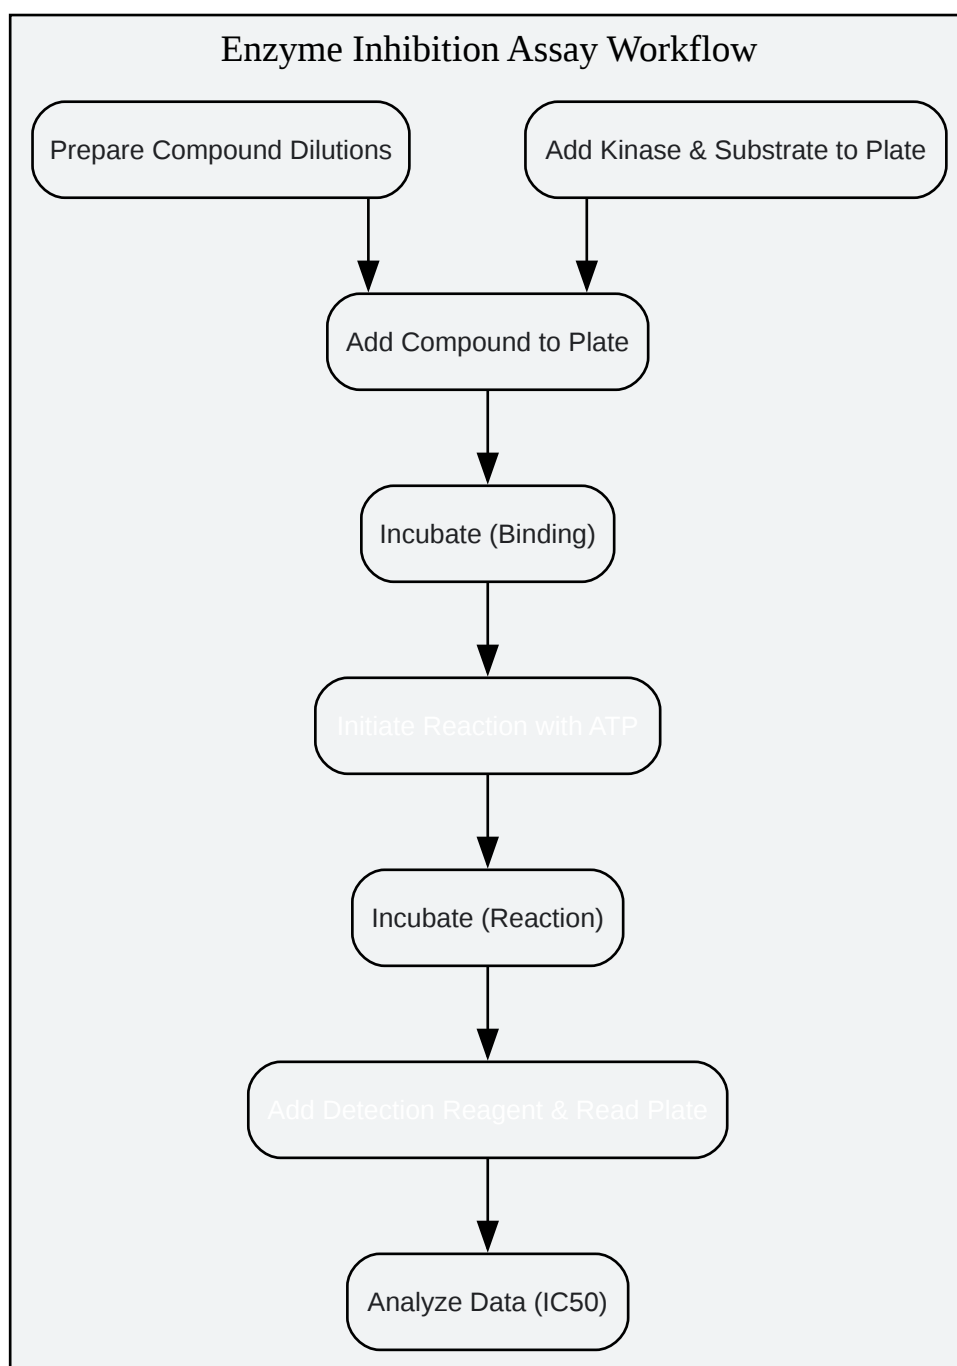 Enzyme Inhibition Assay Workflow
Prepare Compound Dilutions
Add Kinase & Substrate to Plate
Add Compound to Plate
Incubate (Binding)
Initiate Reaction with ATP
Incubate (Reaction)
Add Detection Reagent & Read Plate
Analyze Data (IC50)